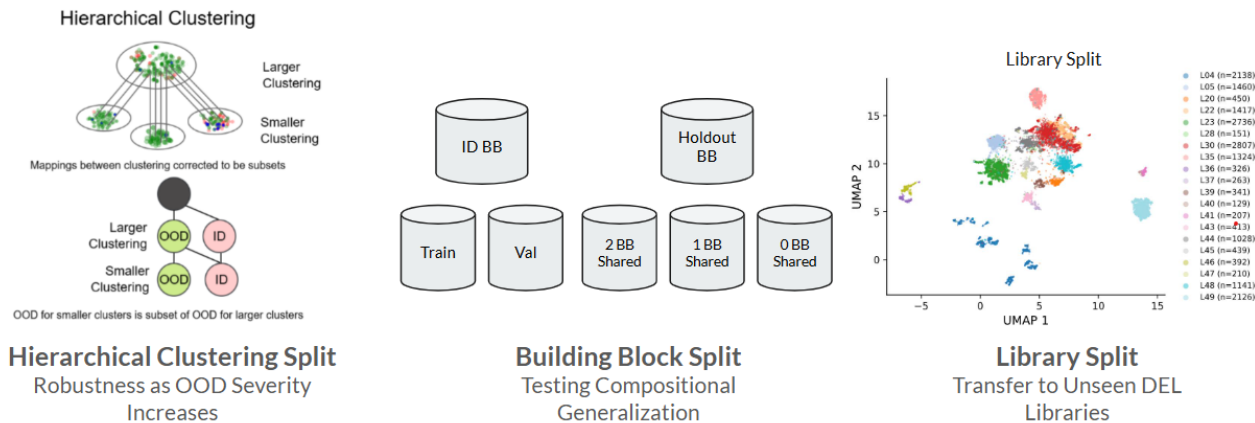 Hierarchical Clustering
Larger
Clustering
Smaller
Clustering
Mappings between clustering corrected to be subsets
Larger
Clustering
OOD
ID
Smaller
Clustering
OOD
ID
OOD for smaller clusters is subset of OOD for larger clusters
Hierarchical Clustering Split
Robustness as OOD Severity
Increases
ID BB
Holdout
BB
Train
Val
2 BB
Shared
1 BB
Shared
0 BB
Shared
Building Block Split
Testing Compositional
Generalization
Library Split
UMAP 2
15
10
5
0
−5
0
5
10
15
UMAP 1
L04 (n=2138)
L05 (n=1460)
L20 (n=450)
L22 (n=1417)
L23 (n=2736)
L28 (n=151)
L30 (n=2807)
L35 (n=1324)
L36 (n=326)
L37 (n=263)
L39 (n=341)
L40 (n=129)
L41 (n=207)
L43 (n=413)
L44 (n=1028)
L45 (n=439)
L46 (n=392)
L47 (n=210)
L48 (n=1141)
L49 (n=2126)
Library Split
Transfer to Unseen DEL
Libraries